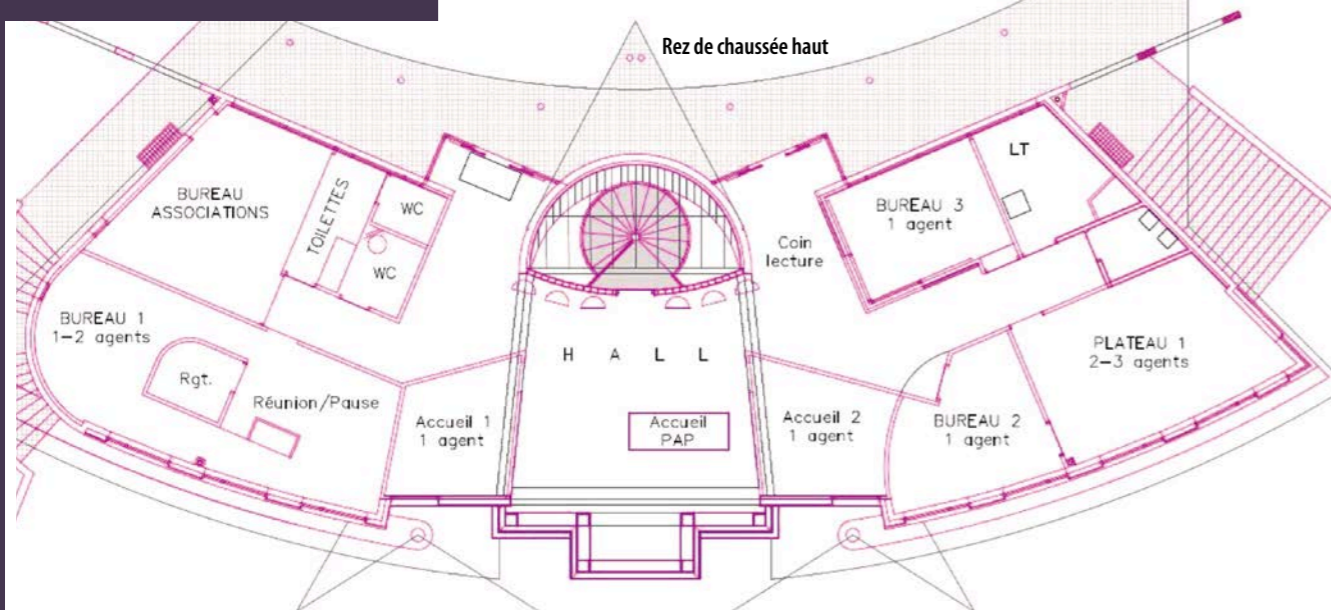 Rez de chaussée haut
BUREAU
ASSOCIATIONS
TOILETTES
WC
WC
BUREAU 1
1-2 agents
Rgt.
Réunion/Pause
Accueil 1
1 agent
H A L L
Accueil
PAP
Coin
lecture
BUREAU 3
1 agent
LT
Accueil 2
1 agent
BUREAU 2
1 agent
PLATEAU 1
2-3 agents